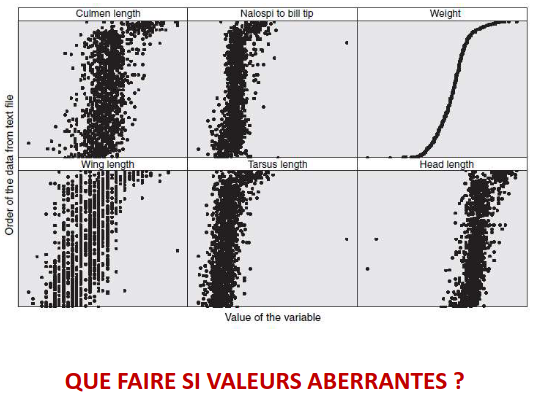 Culmen length Nalospi to bill tip Weight
Order of the data from text file
Wing length Tarsus length Head length
Value of the variable
QUE FAIRE SI VALEURS ABERRANTES ?